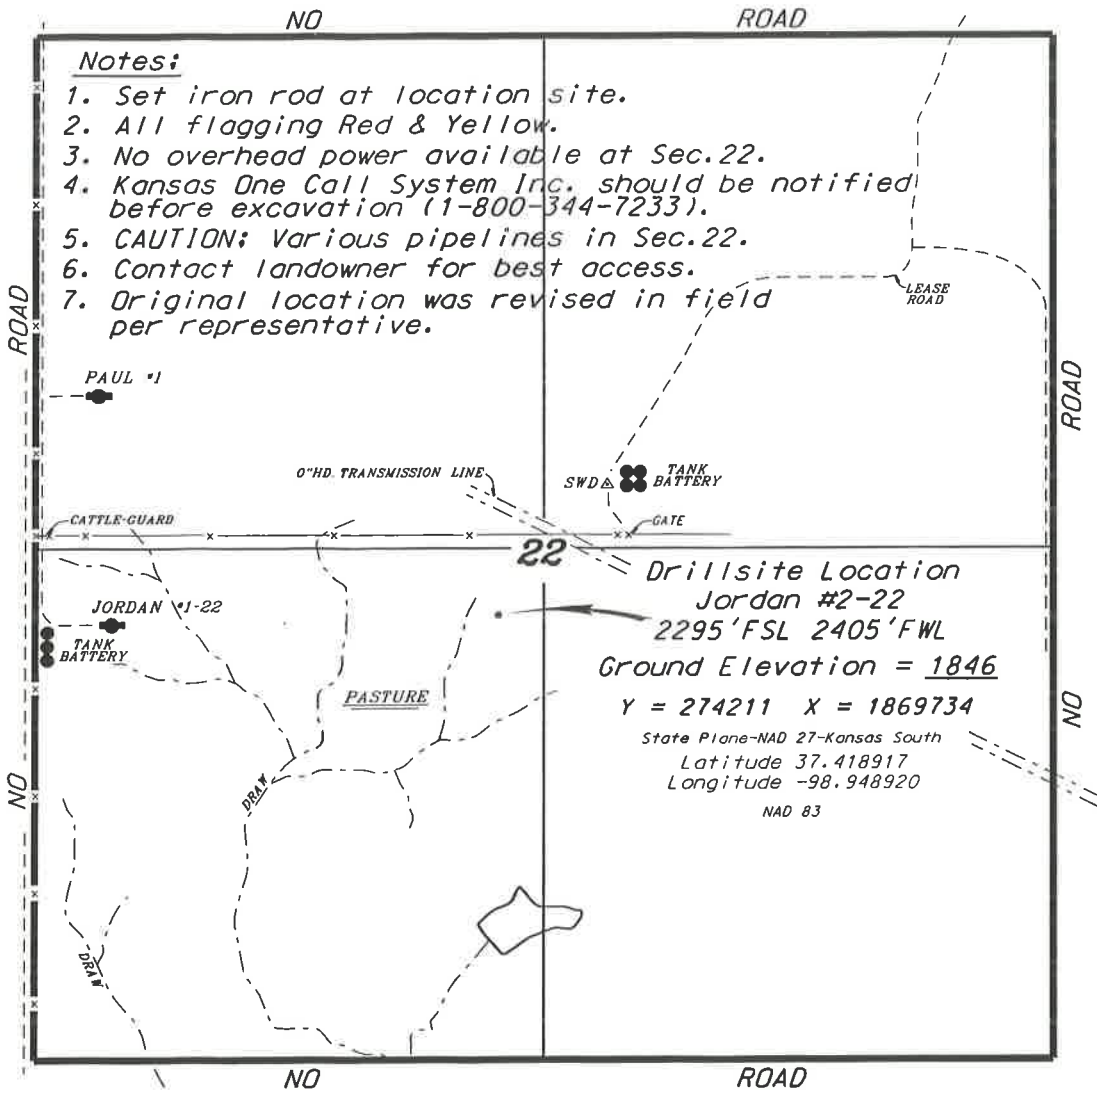 NO ROAD
Notes:
1. Set iron rod at location site.
2. All flagging Red & Yellow.
3. No overhead power available at Sec.22.
4. Kansas One Call System Inc. should be notified
before excavation (1-800-344-7233).
5. CAUTION: Various pipelines in Sec.22.
6. Contact landowner for best access.
7. Original location was revised in field
per representative.
LEASE
ROAD
ROAD
PAUL #1
ROAD
O"HD. TRANSMISSION LINE
SWD
TANK
BATTERY
CATTLE-GUARD
GATE
22
Drillsite Location
Jordan #2-22
2295'FSL 2405'FWL
Ground Elevation = 1846
Y = 274211 X = 1869734
State Plane-NAD 27-Kansas South
Latitude 37.418917
Longitude -98.948920
NAD 83
JORDAN #1-22
TANK
BATTERY
PASTURE
NO
NO
DRAW
DRAW
NO ROAD